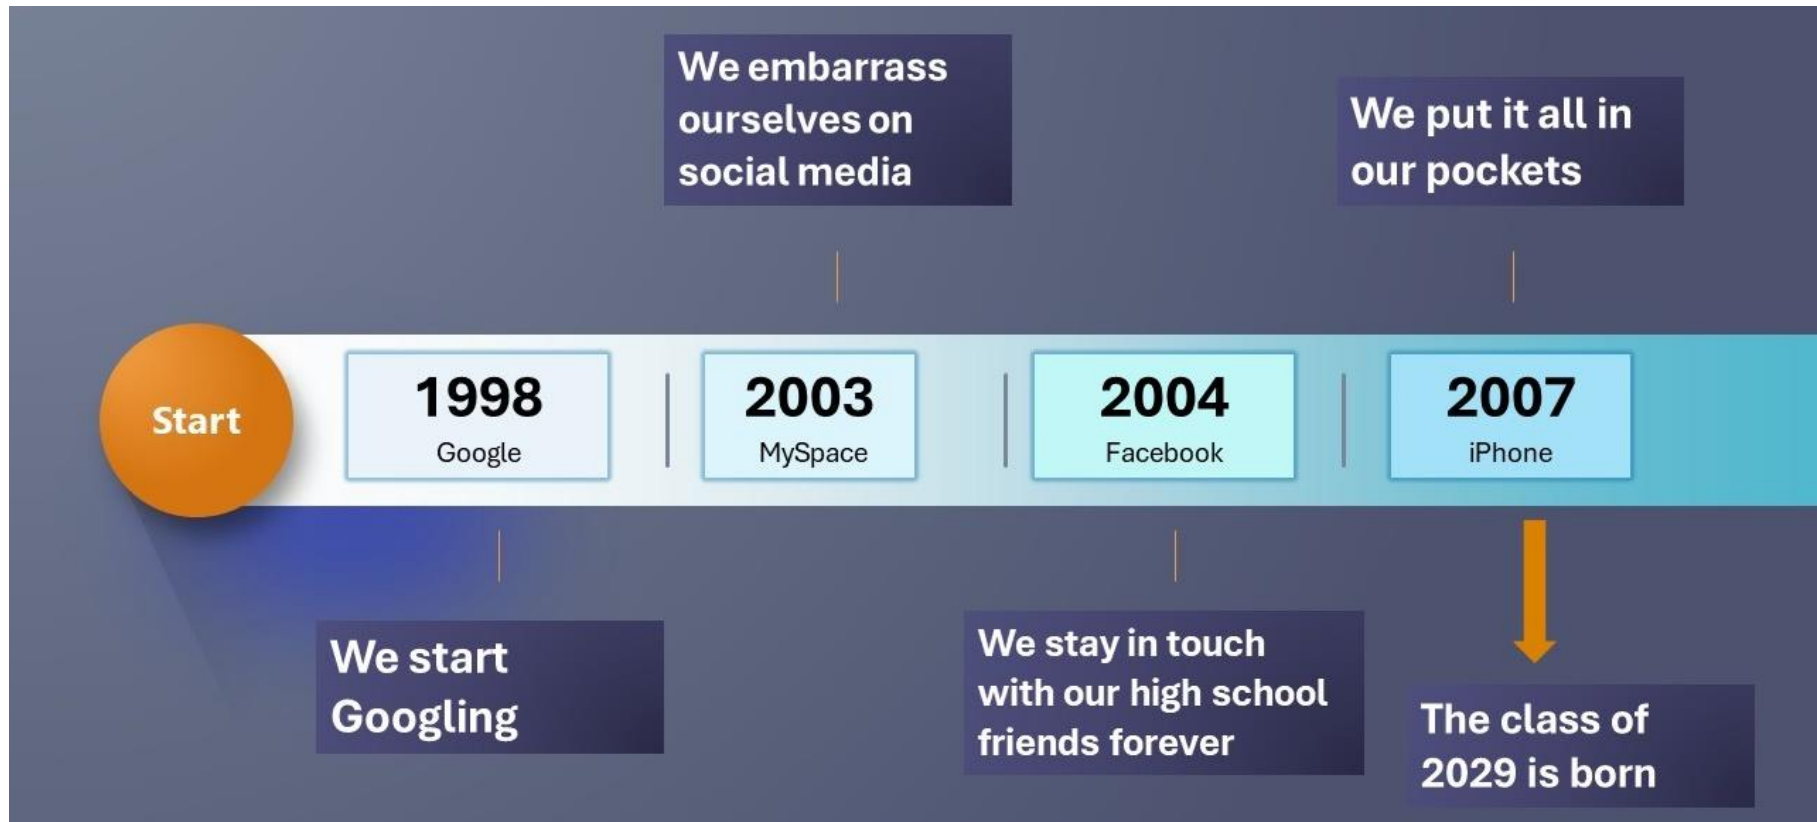 We embarrass
ourselves on
social media
We put it all in
our pockets
Start
1998
Google
2003
MySpace
2004
Facebook
2007
iPhone
We start
Googling
We stay in touch
with our high school
friends forever
The class of
2029 is born